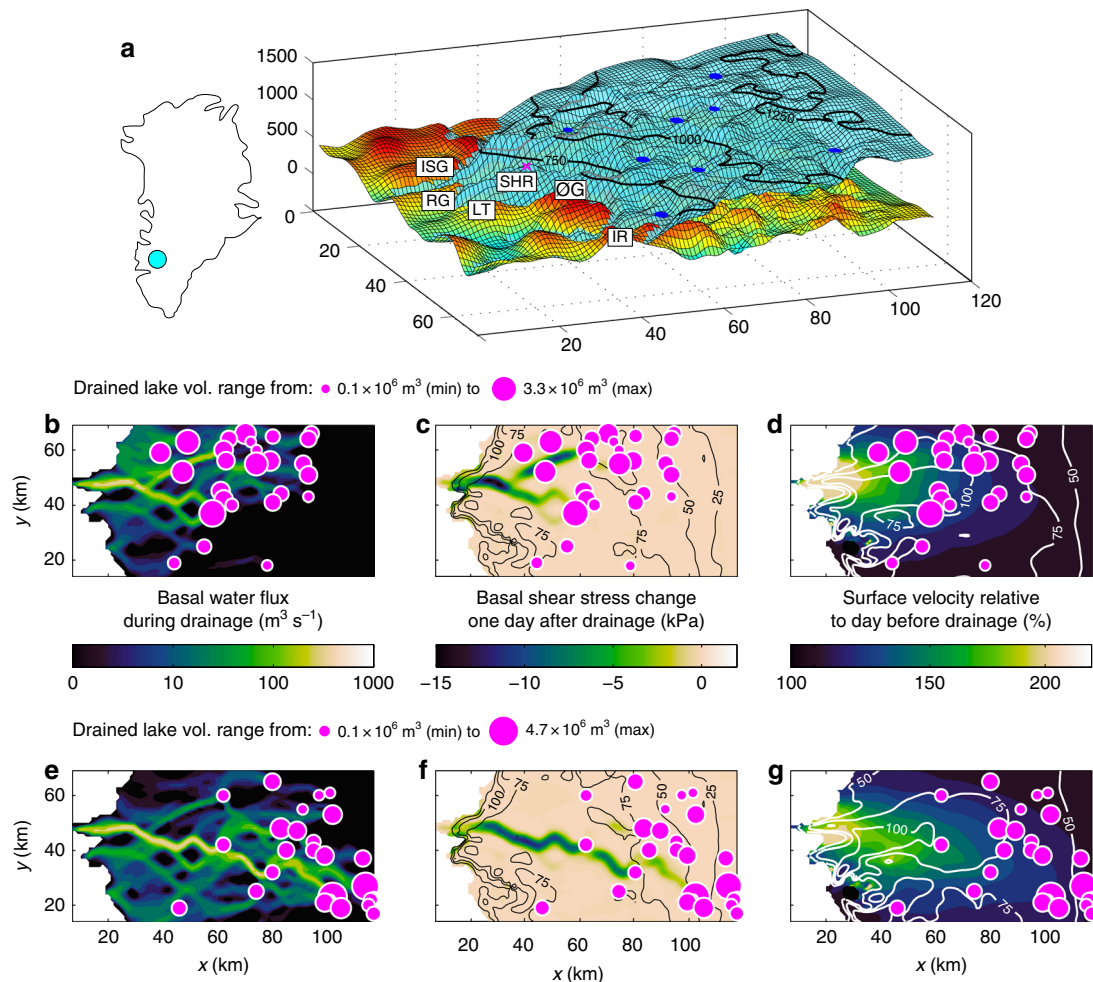 a
1500
1000
500
0
0
20
40
60
20
40
60
80
100
120
750
1000
1250
ISG
SHR
ØG
RG
LT
IR
Drained lake vol. range from: 0.1 × 10⁶ m³ (min) to 3.3 × 10⁶ m³ (max)
b
c
d
y (km)
60
40
20
100
75
75
50
25
75
50
100
75
75
Basal water flux
during drainage (m³ s⁻¹)
Basal shear stress change
one day after drainage (kPa)
Surface velocity relative
to day before drainage (%)
0 10 100 1000
−15 −10 −5 0
100 150 200
Drained lake vol. range from: 0.1 × 10⁶ m³ (min) to 4.7 × 10⁶ m³ (max)
e
f
g
y (km)
60
40
20
100
75
75
50
25
75
50
75
100
50
75
20 40 60 80 100
20 40 60 80 100
20 40 60 80 100
x (km)
x (km)
x (km)